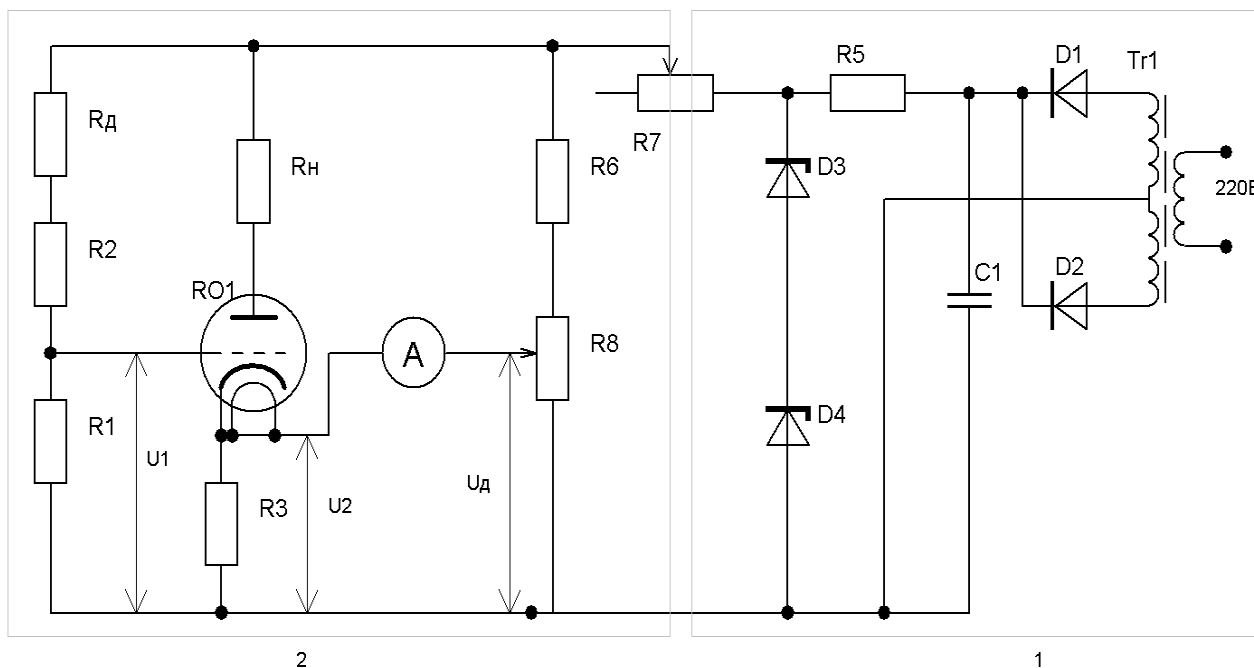 R5
D1
Tr1
Rд
R7
Rн
R6
D3
220В
R2
RO1
D2
C1
A
R8
R1
D4
U1
Uд
R3
U2
2
1